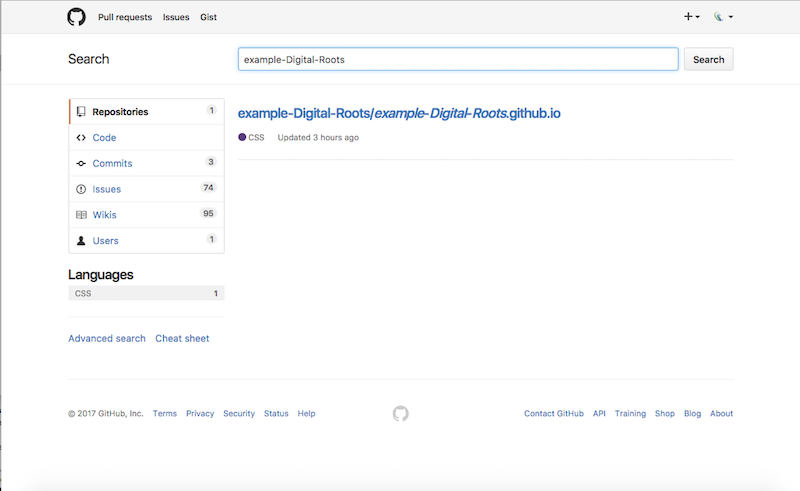 Pull requests Issues Gist
Search
example-Digital-Roots
Search
Repositories 1
Code
Commits 3
Issues 74
Wikis 95
Users 1
Languages
CSS 1
Advanced search Cheat sheet
example-Digital-Roots/example-Digital-Roots.github.io
CSS Updated 3 hours ago
© 2017 GitHub, Inc. Terms Privacy Security Status Help
Contact GitHub API Training Shop Blog About